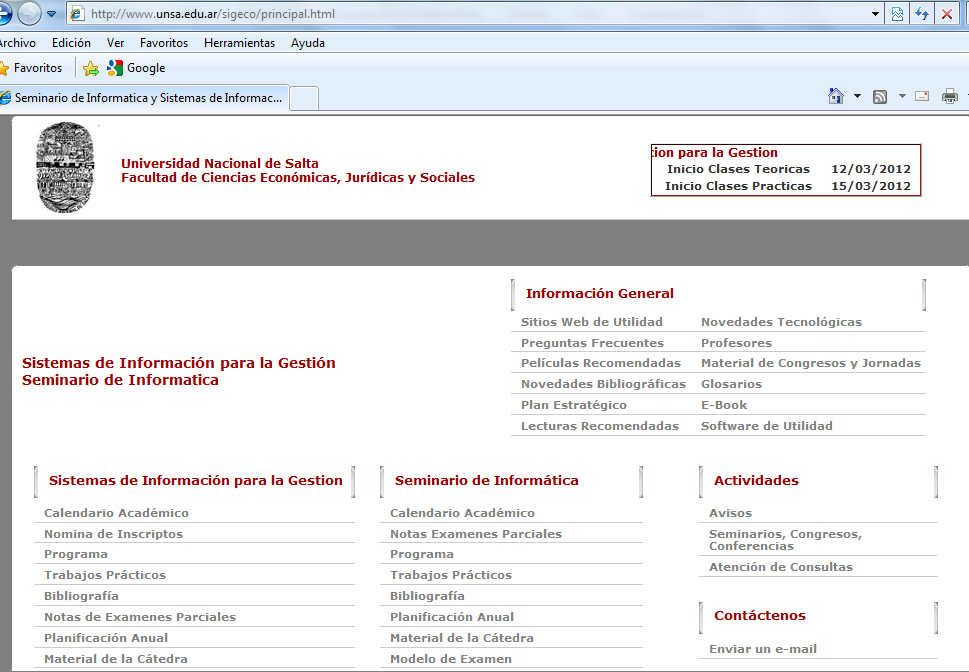 http://www.unsa.edu.ar/sigeco/principal.html
Archivo Edición Ver Favoritos Herramientas Ayuda
Favoritos Google
Seminario de Informatica y Sistemas de Informac...
Universidad Nacional de Salta
Facultad de Ciencias Económicas, Jurídicas y Sociales
cion para la Gestion
Inicio Clases Teoricas 12/03/2012
Inicio Clases Practicas 15/03/2012
Información General
Sitios Web de Utilidad Novedades Tecnológicas
Preguntas Frecuentes Profesores
Películas Recomendadas Material de Congresos y Jornadas
Novedades Bibliográficas Glosarios
Plan Estratégico E-Book
Lecturas Recomendadas Software de Utilidad
Sistemas de Información para la Gestión
Seminario de Informatica
Sistemas de Información para la Gestion
Calendario Académico
Nomina de Inscriptos
Programa
Trabajos Prácticos
Bibliografía
Notas de Examenes Parciales
Planificación Anual
Material de la Cátedra
Seminario de Informática
Calendario Académico
Notas Examenes Parciales
Programa
Trabajos Prácticos
Bibliografía
Planificación Anual
Material de la Cátedra
Modelo de Examen
Actividades
Avisos
Seminarios, Congresos,
Conferencias
Atención de Consultas
Contáctenos
Enviar un e-mail